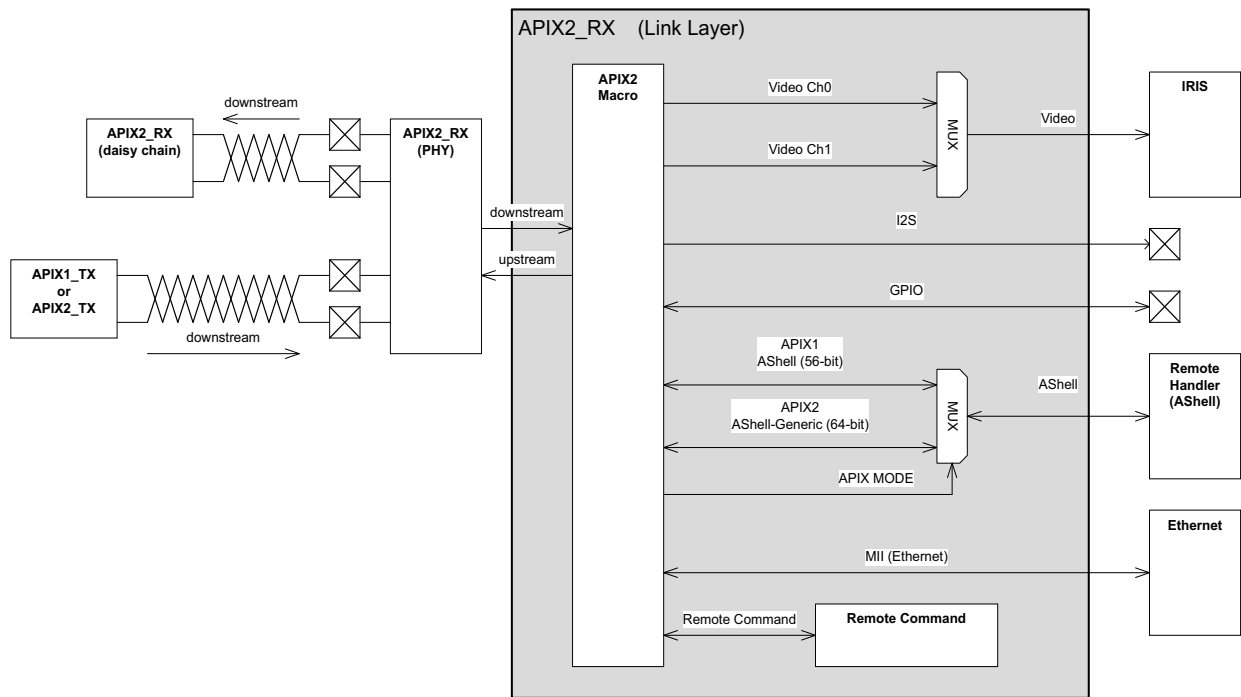 APIX2_RX (Link Layer)
APIX2
Macro
downstream
APIX2_RX
(daisy chain)
APIX2_RX
(PHY)
APIX1_TX
or
APIX2_TX
downstream
downstream
upstream
Video Ch0
Video Ch1
MUX
Video
IRIS
I2S
GPIO
APIX1
AShell (56-bit)
APIX2
AShell-Generic (64-bit)
MUX
APIX MODE
AShell
Remote
Handler
(AShell)
MII (Ethernet)
Ethernet
Remote Command
Remote Command